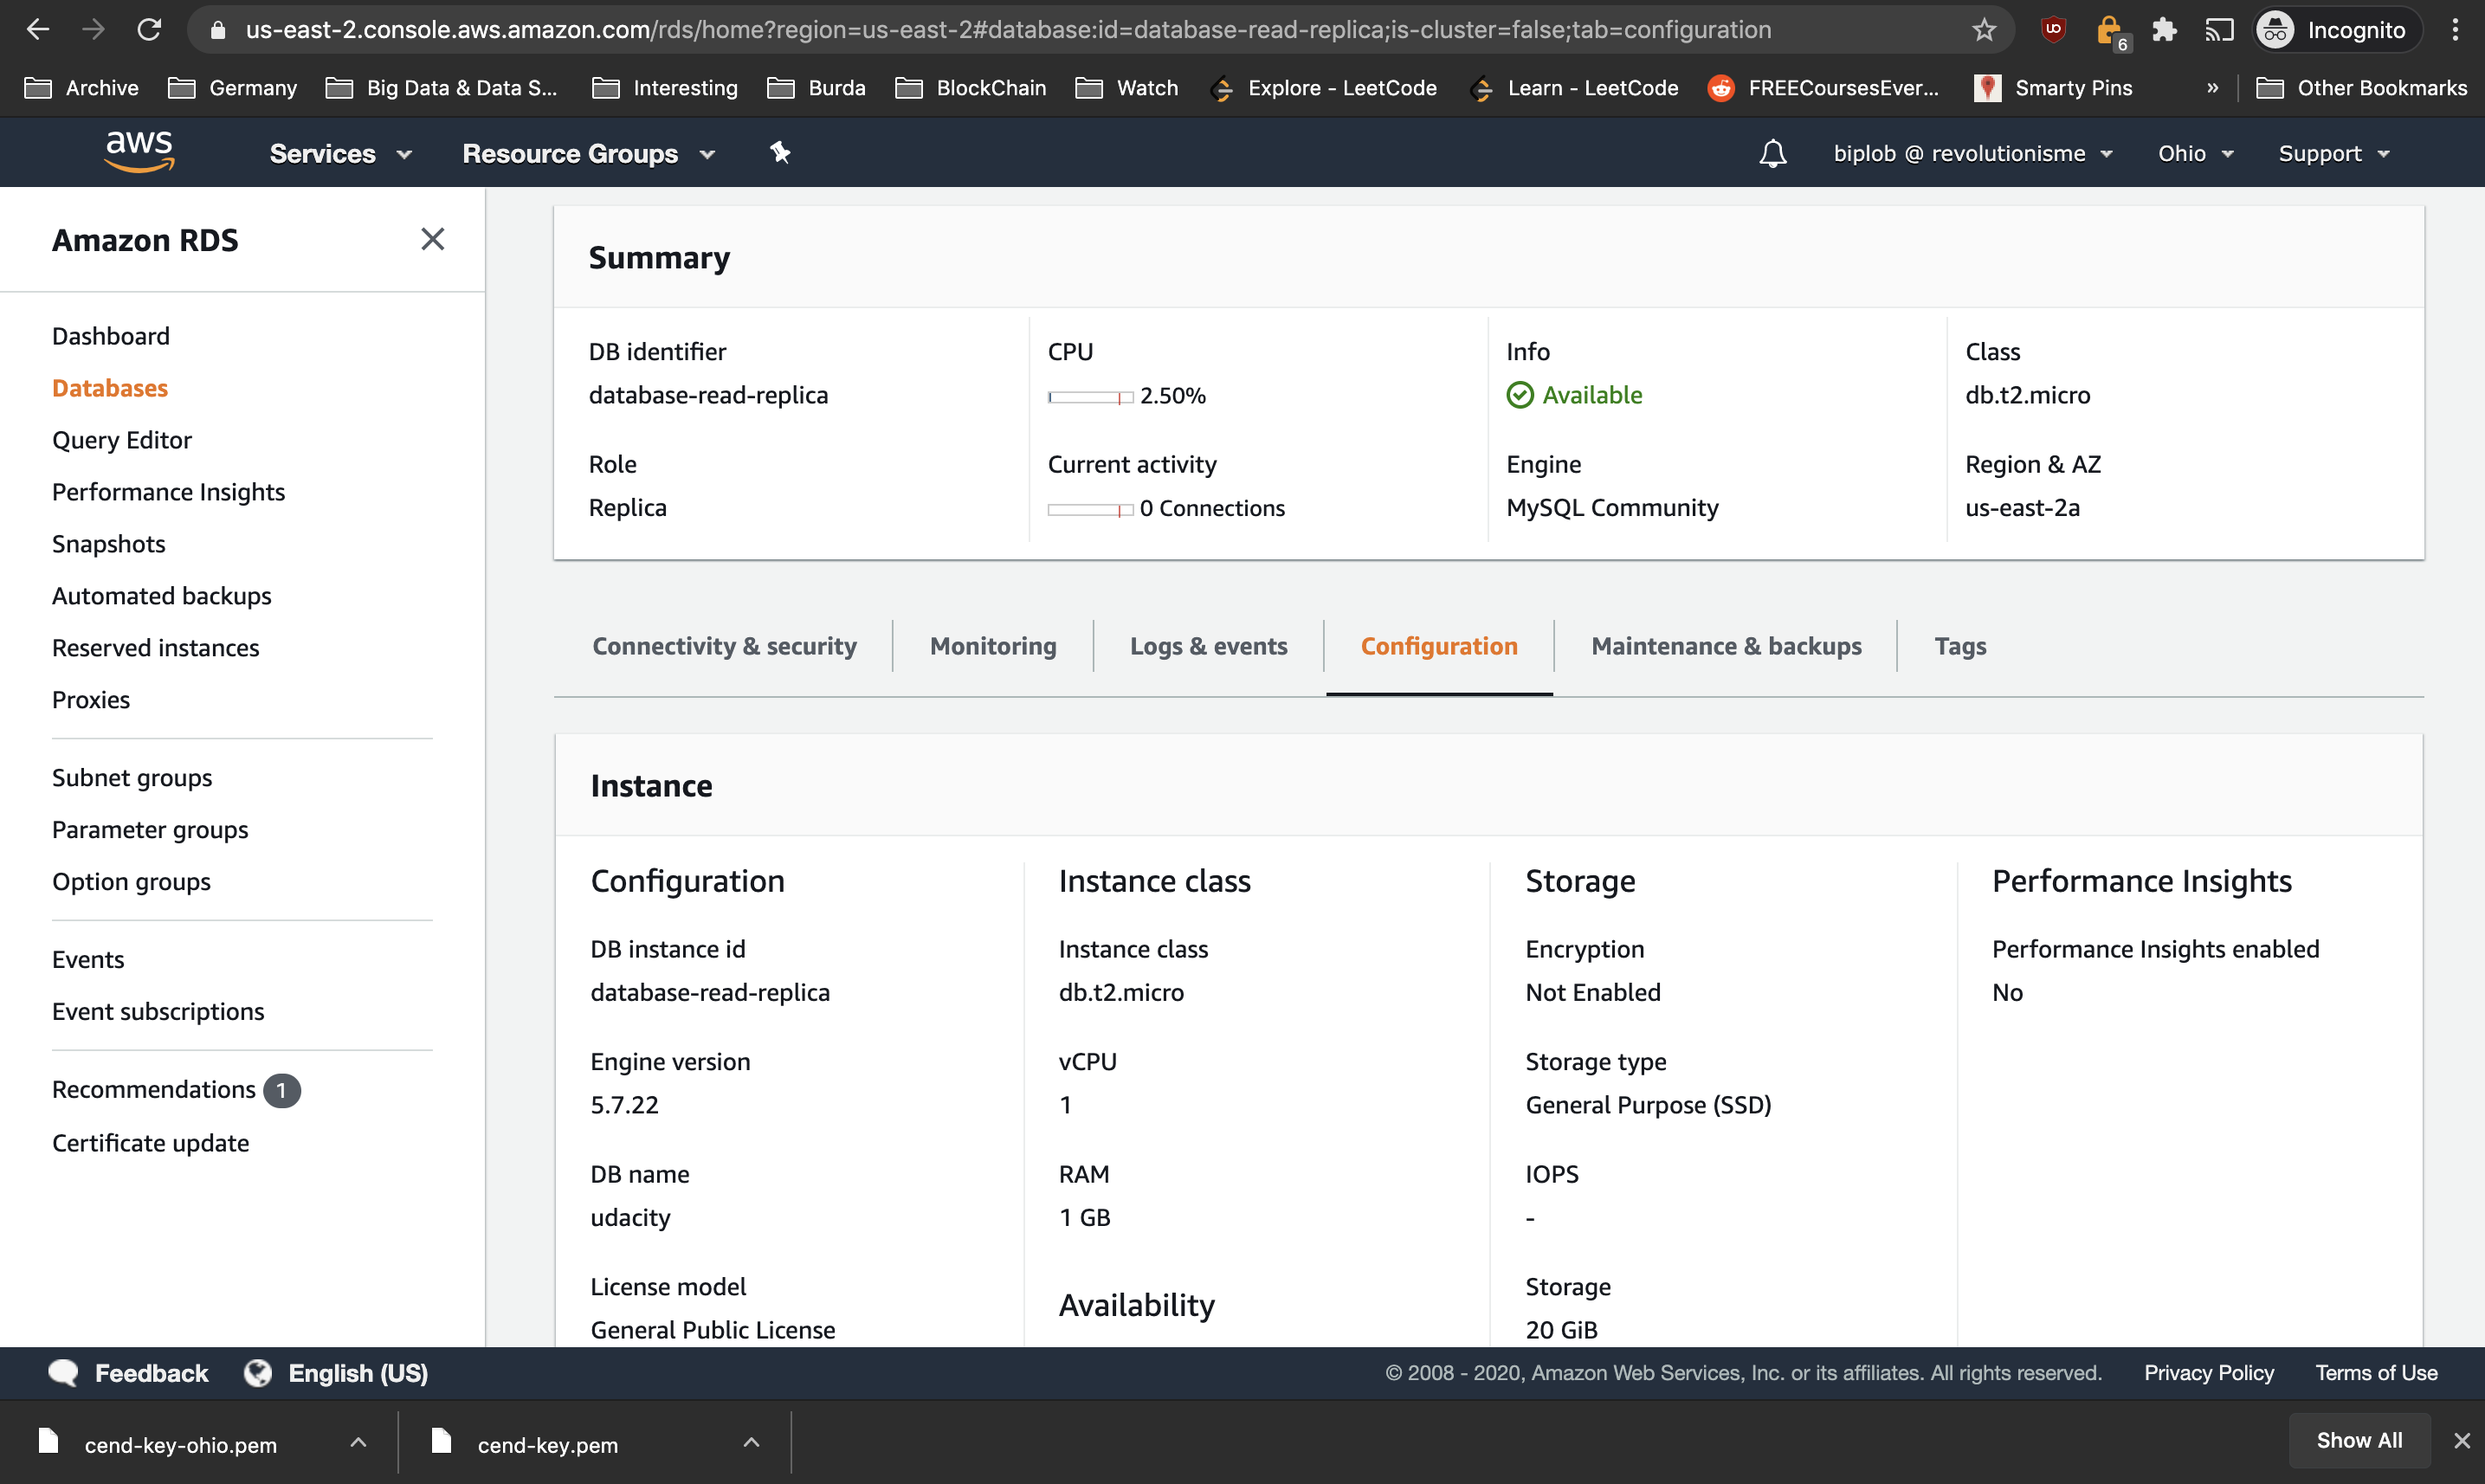 us-east-2.console.aws.amazon.com/rds/home?region=us-east-2#database:id=database-read-replica;is-cluster=false;tab=configuration
6
Incognito
Archive
Germany
Big Data & Data S...
Interesting
Burda
BlockChain
Watch
Explore - LeetCode
Learn - LeetCode
FREECoursesEver...
Smarty Pins
»
Other Bookmarks
aws
Services
Resource Groups
biplob @ revolutionisme
Ohio
Support
Amazon RDS
Dashboard
Databases
Query Editor
Performance Insights
Snapshots
Automated backups
Reserved instances
Proxies
Subnet groups
Parameter groups
Option groups
Events
Event subscriptions
Recommendations 1
Certificate update
Summary
DB identifier
database-read-replica
Role
Replica
CPU
2.50%
Current activity
0 Connections
Info
Available
Engine
MySQL Community
Class
db.t2.micro
Region & AZ
us-east-2a
Connectivity & security
Monitoring
Logs & events
Configuration
Maintenance & backups
Tags
Instance
Configuration
DB instance id
database-read-replica
Engine version
5.7.22
DB name
udacity
License model
General Public License
Instance class
Instance class
db.t2.micro
vCPU
1
RAM
1 GB
Availability
Storage
Encryption
Not Enabled
Storage type
General Purpose (SSD)
IOPS
-
Storage
20 GiB
Performance Insights
Performance Insights enabled
No
Feedback
English (US)
© 2008 - 2020, Amazon Web Services, Inc. or its affiliates. All rights reserved.
Privacy Policy
Terms of Use
cend-key-ohio.pem
cend-key.pem
Show All